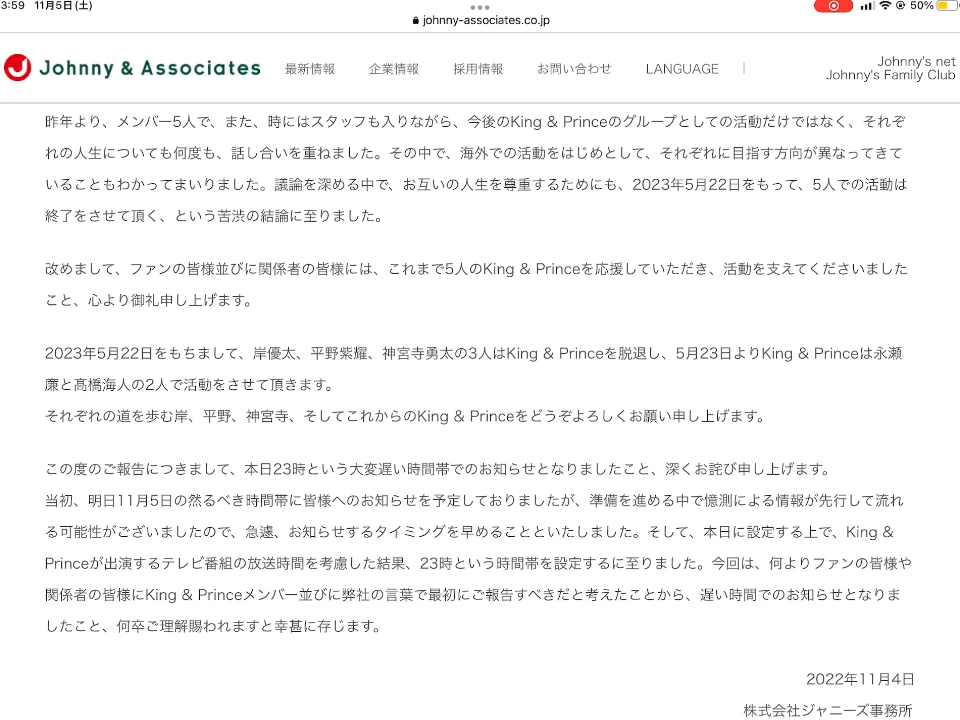 3:59 11月5日(土)
50%
johnny-associates.co.jp
Johnny & Associates 最新情報 企業情報 採用情報 お問い合わせ LANGUAGE
Johnny's net
Johnny's Family Club
昨年より、メンバー5人で、また、時にはスタッフも入りながら、今後のKing & Princeのグループとしての活動だけではなく、それぞ
れの人生についても何度も、話し合いを重ねました。その中で、海外での活動をはじめとして、それぞれに目指す方向が異なってきて
いることもわかってまいりました。議論を深める中で、お互いの人生を尊重するためにも、2023年5月22日をもって、5人での活動は
終了をさせて頂く、という苦渋の結論に至りました。
改めまして、ファンの皆様並びに関係者の皆様には、これまで5人のKing & Princeを応援していただき、活動を支えてくださいました
こと、心より御礼申し上げます。
2023年5月22日をもちまして、岸優太、平野紫耀、神宮寺勇太の3人はKing & Princeを脱退し、5月23日よりKing & Princeは永瀬
廉と髙橋海人の2人で活動をさせて頂きます。
それぞれの道を歩む岸、平野、神宮寺、そしてこれからのKing & Princeをどうぞよろしくお願い申し上げます。
この度のご報告につきまして、本日23時という大変遅い時間帯でのお知らせとなりましたこと、深くお詫び申し上げます。
当初、明日11月5日の然るべき時間帯に皆様へのお知らせを予定しておりましたが、準備を進める中で憶測による情報が先行して流れ
る可能性がございましたので、急遽、お知らせするタイミングを早めることといたしました。そして、本日に設定する上で、King &
Princeが出演するテレビ番組の放送時間を考慮した結果、23時という時間帯を設定するに至りました。今回は、何よりファンの皆様や
関係者の皆様にKing & Princeメンバー並びに弊社の言葉で最初にご報告すべきだと考えたことから、遅い時間でのお知らせとなりま
したこと、何卒ご理解賜われますと幸甚に存じます。
2022年11月4日
株式会社ジャニーズ事務所